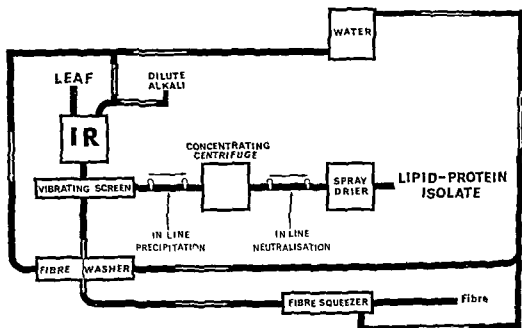 WATER
LEAF
DILUTE
ALKALI
IR
CONCENTRATING
CENTRIFUGE
VIBRATING SCREEN
SPRAY
DRIER
LIPID-PROTEIN
ISOLATE
IN LINE
PRECIPITATION
IN LINE
NEUTRALISATION
FIBRE WASHER
FIBRE SQUEEZER
Fibre